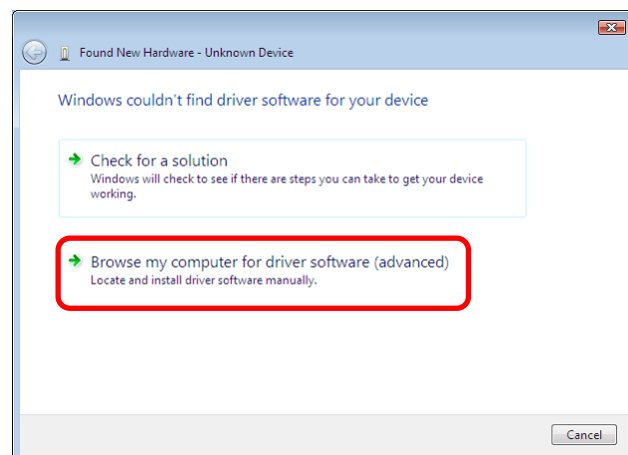 Found New Hardware - Unknown Device
Windows couldn't find driver software for your device
Check for a solution
Windows will check to see if there are steps you can take to get your device
working.
Browse my computer for driver software (advanced)
Locate and install driver software manually.
Cancel